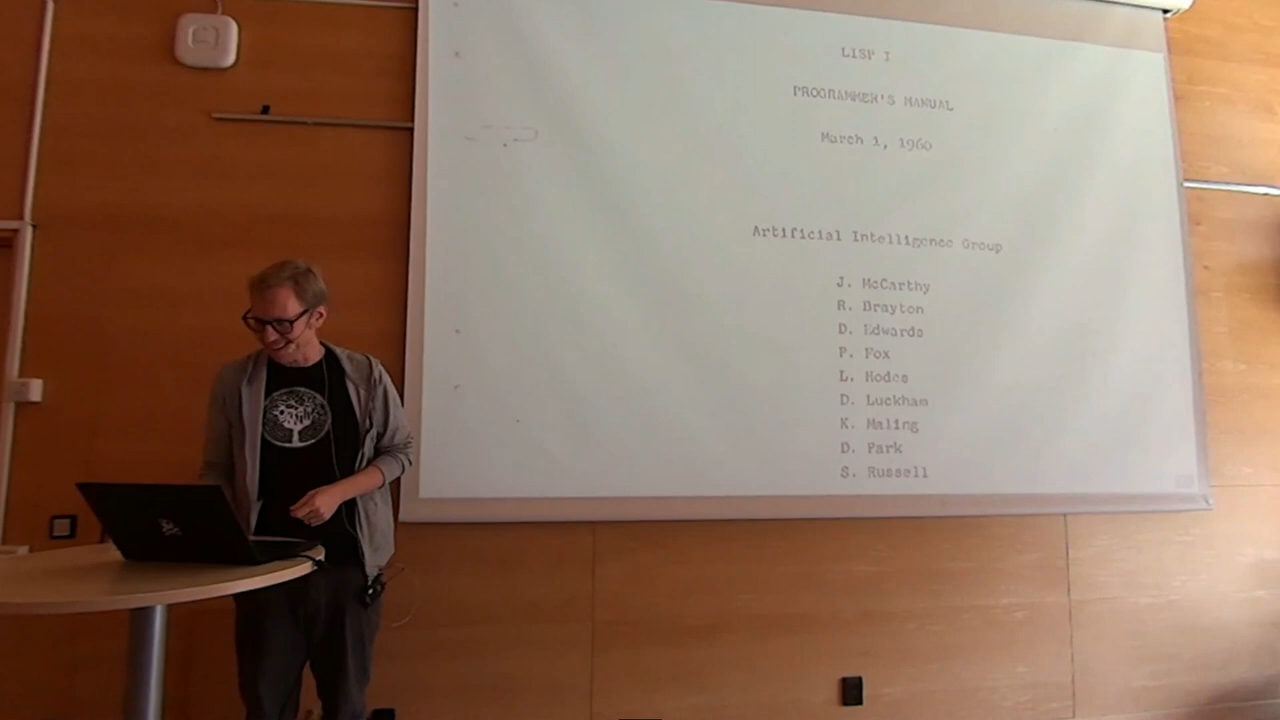 LISP I
PROGRAMMER'S MANUAL
March 1, 1960
Artificial Intelligence Group
J. McCarthy
R. Brayton
D. Edwards
P. Fox
L. Hodes
D. Luckham
K. Maling
D. Park
S. Russell